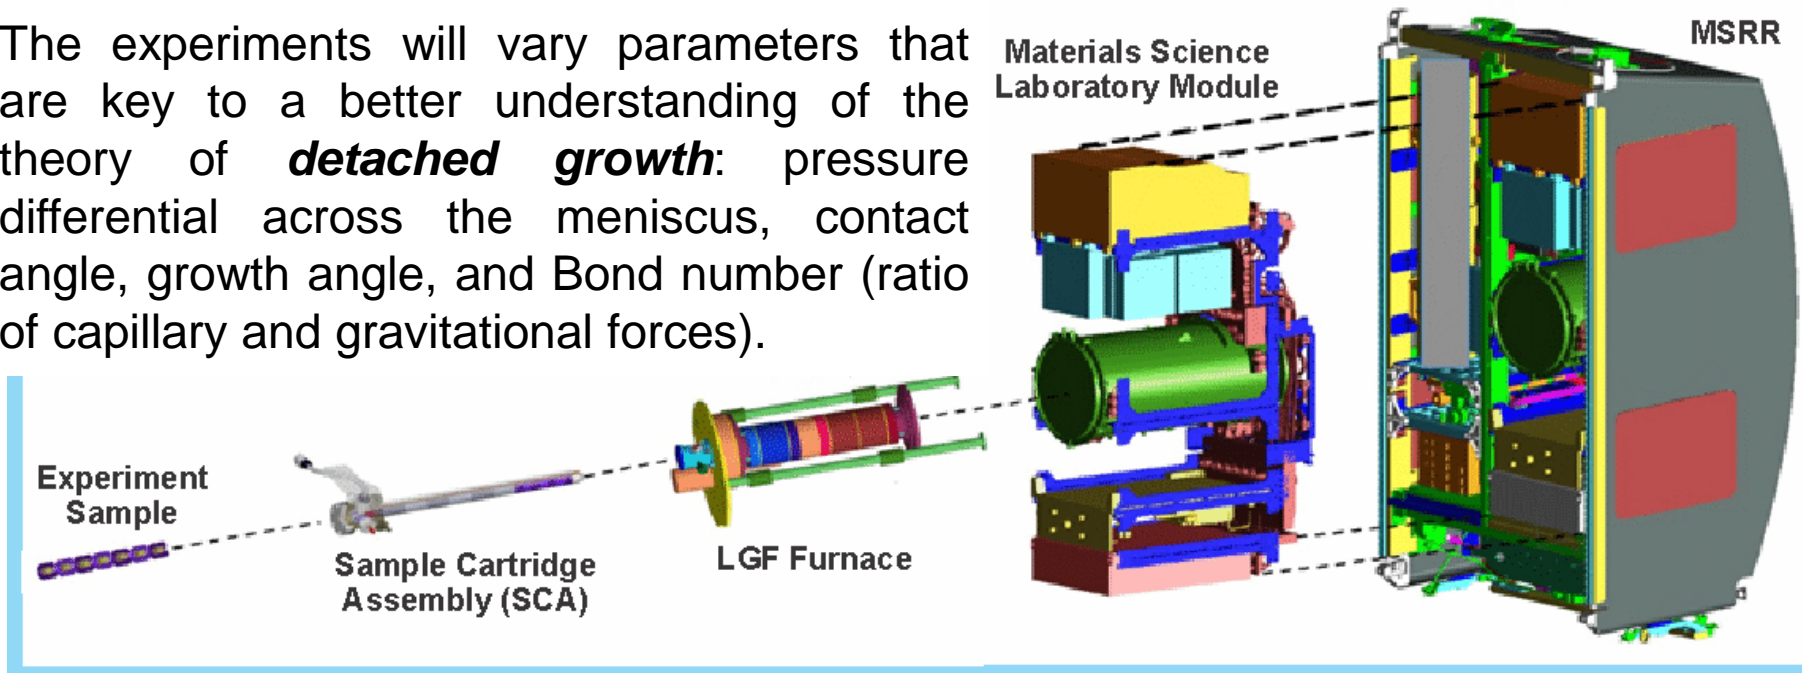 The experiments will vary parameters that
are key to a better understanding of the
theory of detached growth: pressure
differential across the meniscus, contact
angle, growth angle, and Bond number (ratio
of capillary and gravitational forces).
Materials Science
Laboratory Module
MSRR
Experiment
Sample
Sample Cartridge
Assembly (SCA)
LGF Furnace